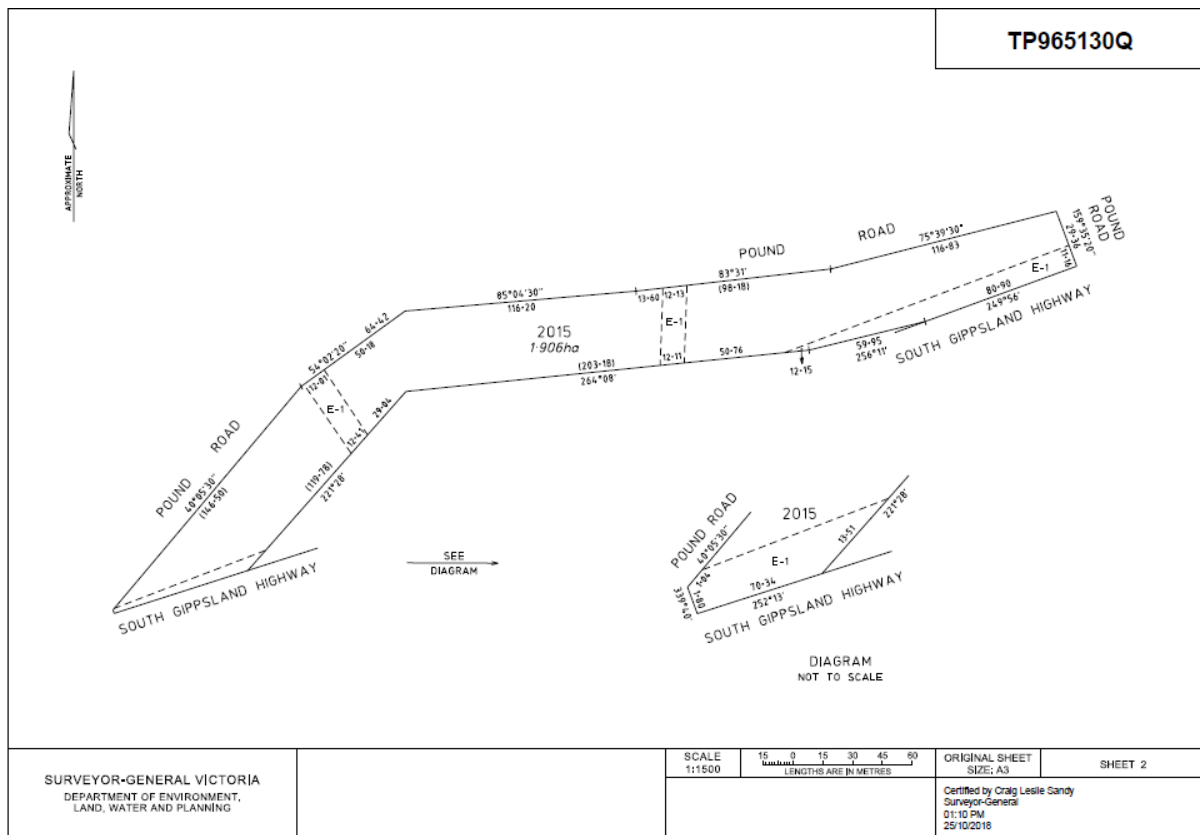 TP965130Q
APPROXIMATE
NORTH
POUND
ROAD
159°35'20"
29·36
11·16
E-1
75°39'30"
116·83
POUND ROAD
83°31'
(98·18)
13·60
12·13
85°04'30"
116·20
64·42
54°02'20"
50·18
(12·01)
E-1
12·41
29·04
2015
1·906ha
E-1
12·11
50·76
(203·18)
264°08'
12·15
59·95
256°11'
80·90
249°56'
SOUTH GIPPSLAND HIGHWAY
POUND ROAD
40°05'30"
(146·50)
(119·78)
221°28'
SOUTH GIPPSLAND HIGHWAY
SEE
DIAGRAM
POUND ROAD
40°05'30"
2015
221°28'
13·51
E-1
1·04
1·80
339°40'
70·34
252°13'
SOUTH GIPPSLAND HIGHWAY
DIAGRAM
NOT TO SCALE
SURVEYOR-GENERAL VICTORIA
DEPARTMENT OF ENVIRONMENT,
LAND, WATER AND PLANNING
SCALE
1:1500
15 0 15 30 45 60
LENGTHS ARE IN METRES
ORIGINAL SHEET
SIZE: A3
SHEET 2
Certified by Craig Leslie Sandy
Surveyor-General
01:10 PM
25/10/2018